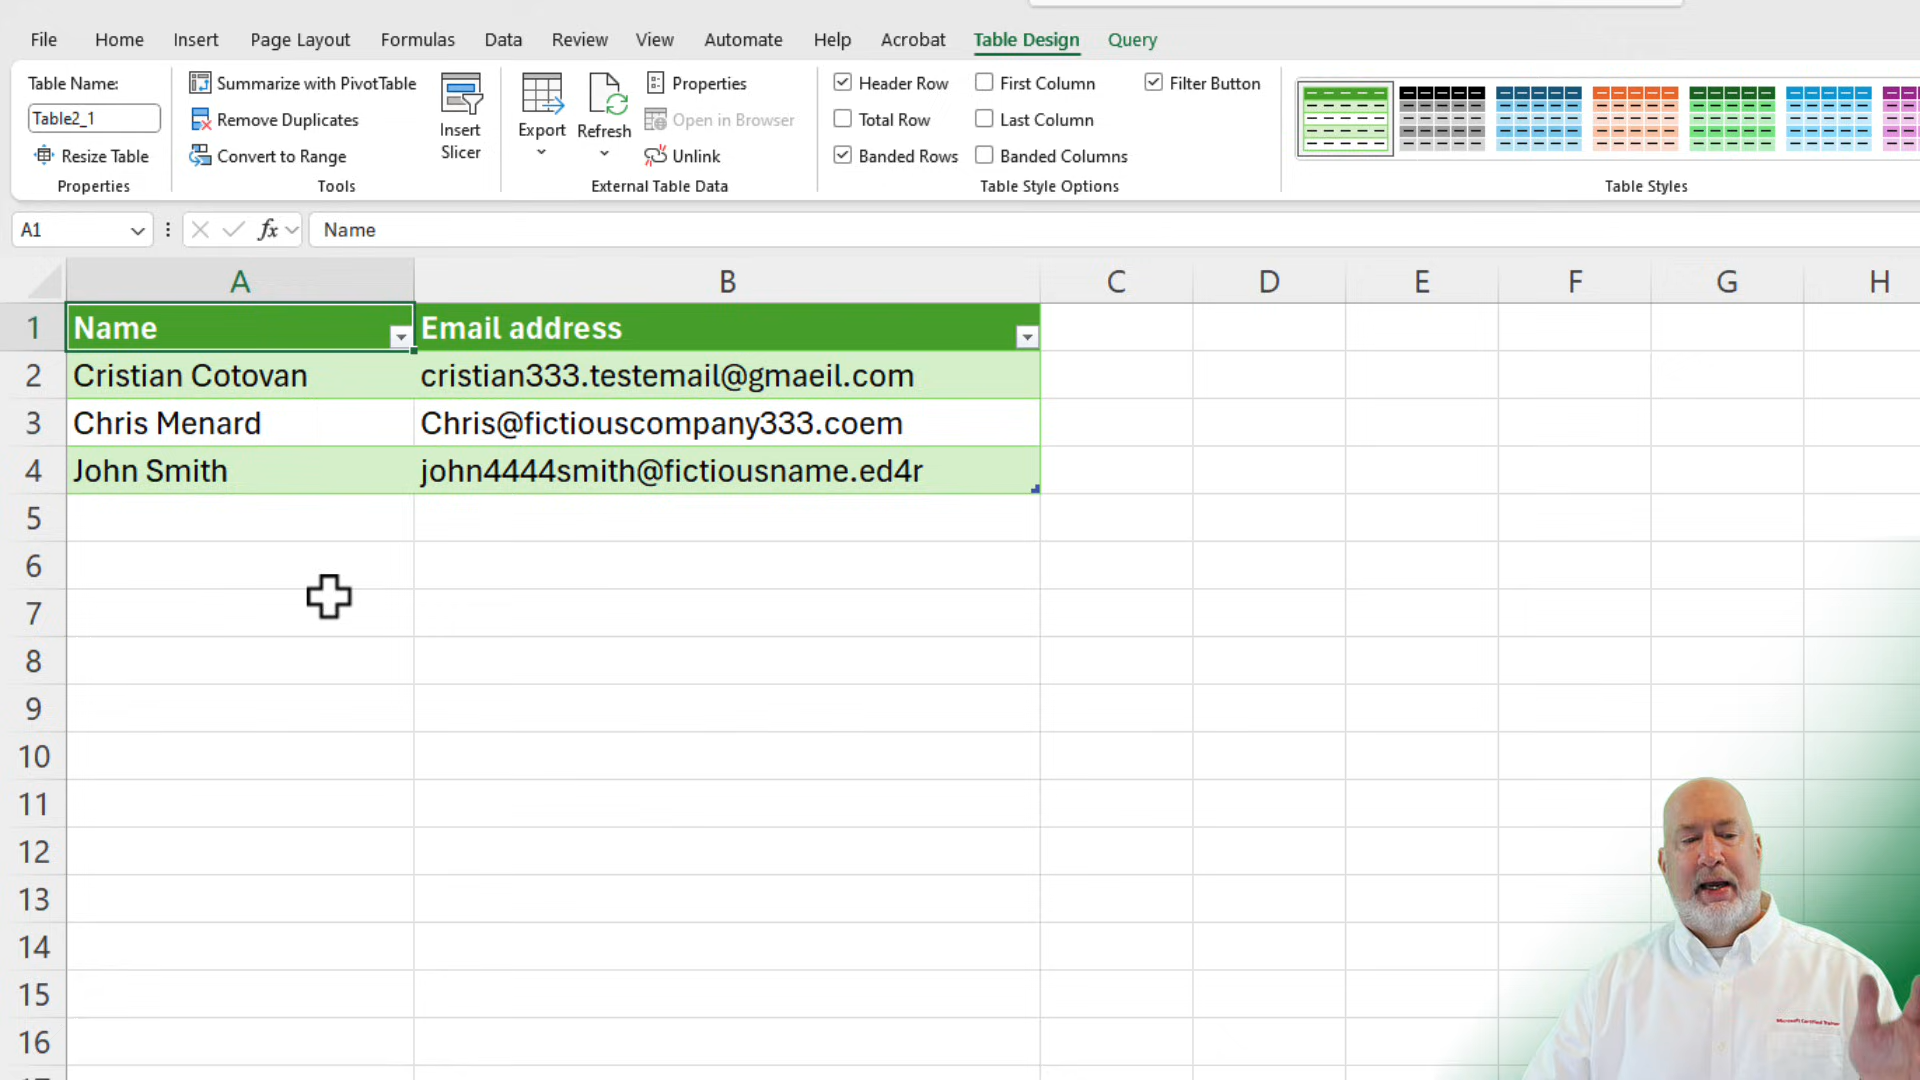 File Home Insert Page Layout Formulas Data Review View Automate Help Acrobat Table Design Query
Table Name:
Table2_1
Resize Table
Properties
Summarize with PivotTable
Remove Duplicates
Convert to Range
Tools
Insert
Slicer
Export
Refresh
Properties
Open in Browser
Unlink
External Table Data
Header Row
Total Row
Banded Rows
First Column
Last Column
Banded Columns
Filter Button
Table Style Options
Table Styles
A1
fx
Name
A B C D E F G H
1 Name Email address
2 Cristian Cotovan cristian333.testemail@gmaeil.com
3 Chris Menard Chris@fictiouscompany333.coem
4 John Smith john4444smith@fictiousname.ed4r
5
6
7
8
9
10
11
12
13
14
15
16
Microsoft Certified Trainer